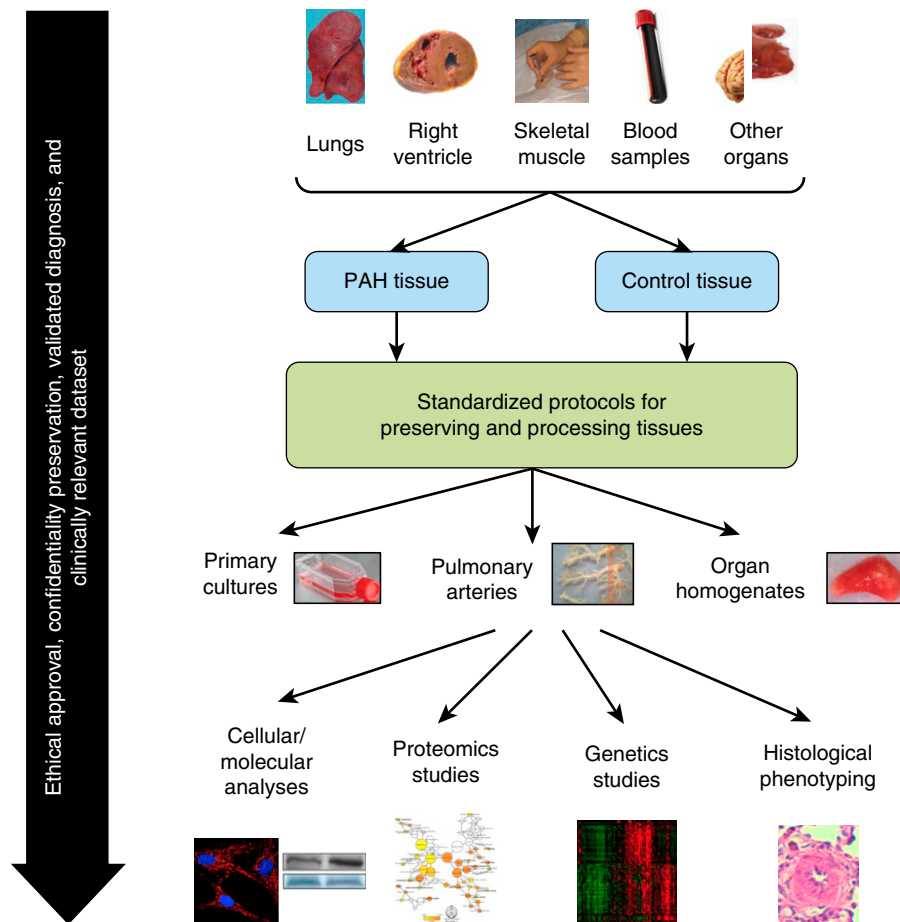 Ethical approval, confidentiality preservation, validated diagnosis, and
clinically relevant dataset
Lungs
Right
ventricle
Skeletal
muscle
Blood
samples
Other
organs
PAH tissue
Control tissue
Standardized protocols for
preserving and processing tissues
Primary
cultures
Pulmonary
arteries
Organ
homogenates
Cellular/
molecular
analyses
Proteomics
studies
Genetics
studies
Histological
phenotyping